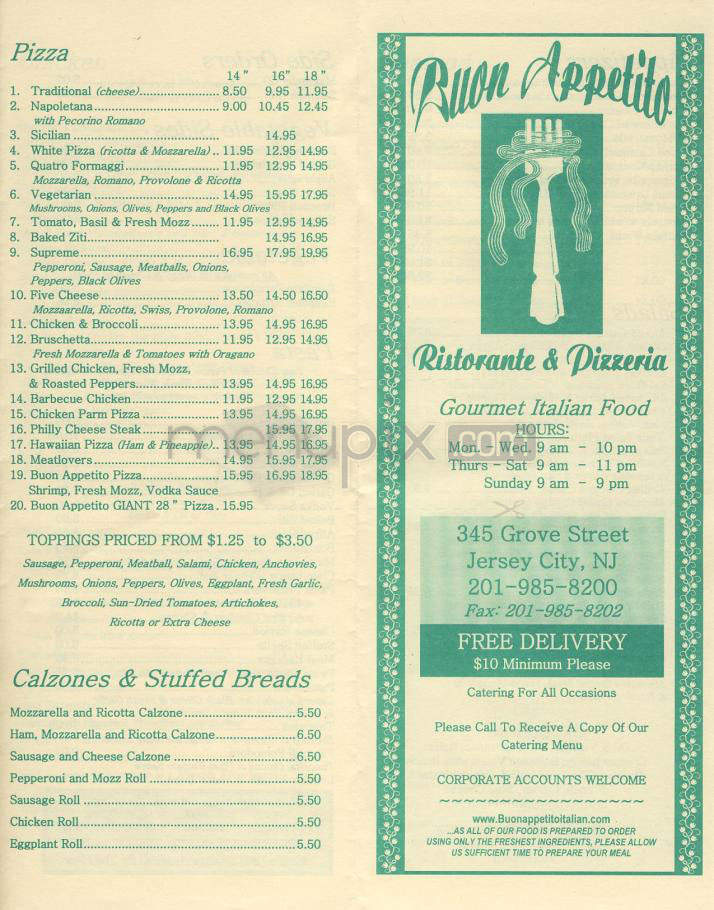 Pizza
14" 16" 18"
1. Traditional (cheese) 8.50 9.95 11.95
2. Napoletana 9.00 10.45 12.45
with Pecorino Romano
3. Sicilian 14.95
4. White Pizza (ricotta & Mozzarella) 11.95 12.95 14.95
5. Quatro Formaggi 11.95 12.95 14.95
Mozzarella, Romano, Provolone & Ricotta
6. Vegetarian 14.95 15.95 17.95
Mushrooms, Onions, Olives, Peppers and Black Olives
7. Tomato, Basil & Fresh Mozz 11.95 12.95 14.95
8. Baked Ziti 14.95 16.95
9. Supreme 16.95 17.95 19.95
Pepperoni, Sausage, Meatballs, Onions,
Peppers, Black Olives
10. Five Cheese 13.50 14.50 16.50
Mozzaarella, Ricotta, Swiss, Provolone, Romano
11. Chicken & Broccoli 13.95 14.95 16.95
12. Bruschetta 11.95 12.95 14.95
Fresh Mozzarella & Tomatoes with Oragano
13. Grilled Chicken, Fresh Mozz,
& Roasted Peppers 13.95 14.95 16.95
14. Barbecue Chicken 11.95 12.95 14.95
15. Chicken Parm Pizza 13.95 14.95 16.95
16. Philly Cheese Steak 15.95 17.95
17. Hawaiian Pizza (Ham & Pineapple) 13.95 14.95 16.95
18. Meatlovers 14.95 15.95 17.95
19. Buon Appetito Pizza 15.95 16.95 18.95
Shrimp, Fresh Mozz, Vodka Sauce
20. Buon Appetito GIANT 28" Pizza. 15.95
TOPPINGS PRICED FROM $1.25 to $3.50
Sausage, Pepperoni, Meatball, Salami, Chicken, Anchovies,
Mushrooms, Onions, Peppers, Olives, Eggplant, Fresh Garlic,
Broccoli, Sun-Dried Tomatoes, Artichokes,
Ricotta or Extra Cheese
Calzones & Stuffed Breads
Mozzarella and Ricotta Calzone 5.50
Ham, Mozzarella and Ricotta Calzone 6.50
Sausage and Cheese Calzone 6.50
Pepperoni and Mozz Roll 5.50
Sausage Roll 5.50
Chicken Roll 5.50
Eggplant Roll 5.50
Buon Appetito
Ristorante & Pizzeria
Gourmet Italian Food
HOURS:
Mon. - Wed. 9 am - 10 pm
Thurs - Sat 9 am - 11 pm
Sunday 9 am - 9 pm
345 Grove Street
Jersey City, NJ
201-985-8200
Fax: 201-985-8202
FREE DELIVERY
$10 Minimum Please
Catering For All Occasions
Please Call To Receive A Copy Of Our
Catering Menu
CORPORATE ACCOUNTS WELCOME
www.Buonappetitoitalian.com
...AS ALL OF OUR FOOD IS PREPARED TO ORDER
USING ONLY THE FRESHEST INGREDIENTS, PLEASE ALLOW
US SUFFICIENT TIME TO PREPARE YOUR MEAL
menupix.com